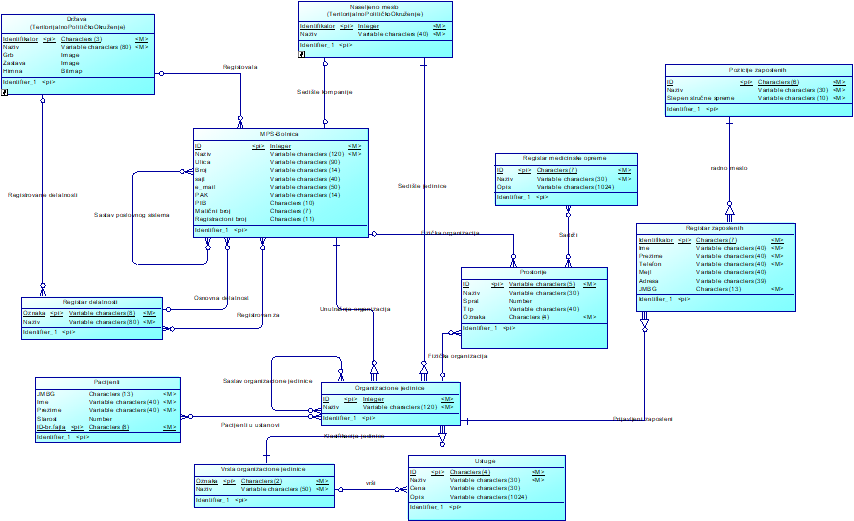 Država
(TeritorijalnoPolitičkoOkruženje)
Identifikator <pi> Characters (3) <M>
Naziv Variable characters (80) <M>
Grb Image
Zastava Image
Himna Bitmap
Identifier_1 <pi>
Naseljeno mesto
(TeritorijalnoPolitičkoOkruženje)
Identifikator <pi> Integer <M>
Naziv Variable characters (40) <M>
Identifier_1 <pi>
Registrovala
Sedište kompanije
Pozicije zaposlenih
ID <pi> Characters (6) <M>
Naziv Variable characters (30) <M>
Stepen stručne spreme Variable characters (10) <M>
Identifier_1 <pi>
MPS-Bolnica
ID <pi> Integer <M>
Naziv Variable characters (120) <M>
Ulica Variable characters (90)
Broj Variable characters (14)
sajt Variable characters (40)
e_mail Variable characters (50)
PAK Variable characters (14)
PIB Characters (10)
Matični broj Characters (7)
Registracioni broj Characters (11)
Identifier_1 <pi>
Registar medicinske opreme
ID <pi> Characters (7) <M>
Naziv Variable characters (30) <M>
Opis Variable characters (1024)
Identifier_1 <pi>
radno mesto
Sedište jedinice
Registrovane delatnosti
Sastav poslovnog sistema
Fizička organizacija
Sadrži
Registar zaposlenih
Identifikator <pi> Characters (7) <M>
Ime Variable characters (40) <M>
Prezime Variable characters (40) <M>
Telefon Variable characters (40) <M>
Mejl Variable characters (40) <M>
Adresa Variable characters (39) <M>
JMBG Characters (13) <M>
Identifier_1 <pi>
Prostorije
ID <pi> Variable characters (5) <M>
Naziv Variable characters (30)
Sprat Number
Tip Variable characters (40)
Oznaka Characters (4) <M>
Identifier_1 <pi>
Registar delatnosti
Oznaka <pi> Variable characters (8) <M>
Naziv Variable characters (80) <M>
Identifier_1 <pi>
Osnovna delatnost
Registrovan za
Unutrašnja organizacija
Fizička organizacija
Pacijenti
JMBG Characters (13) <M>
Ime Variable characters (40) <M>
Prezime Variable characters (40) <M>
Starost Number
ID-br.fajla <pi> Characters (8) <M>
Identifier_1 <pi>
Sastav organizacione jedinice
Organizacione jedinice
ID <pi> Integer <M>
Naziv Variable characters (120) <M>
Identifier_1 <pi>
Pacijenti u ustanovi
Prijavljeni zaposleni
Klasifikacija jedinice
Vrsta organizacione jedinice
Oznaka <pi> Characters (2) <M>
Naziv Variable characters (50) <M>
Identifier_1 <pi>
vrši
Usluge
ID <pi> Characters (4) <M>
Naziv Variable characters (30) <M>
Cena Variable characters (30)
Opis Variable characters (1024)
Identifier_1 <pi>